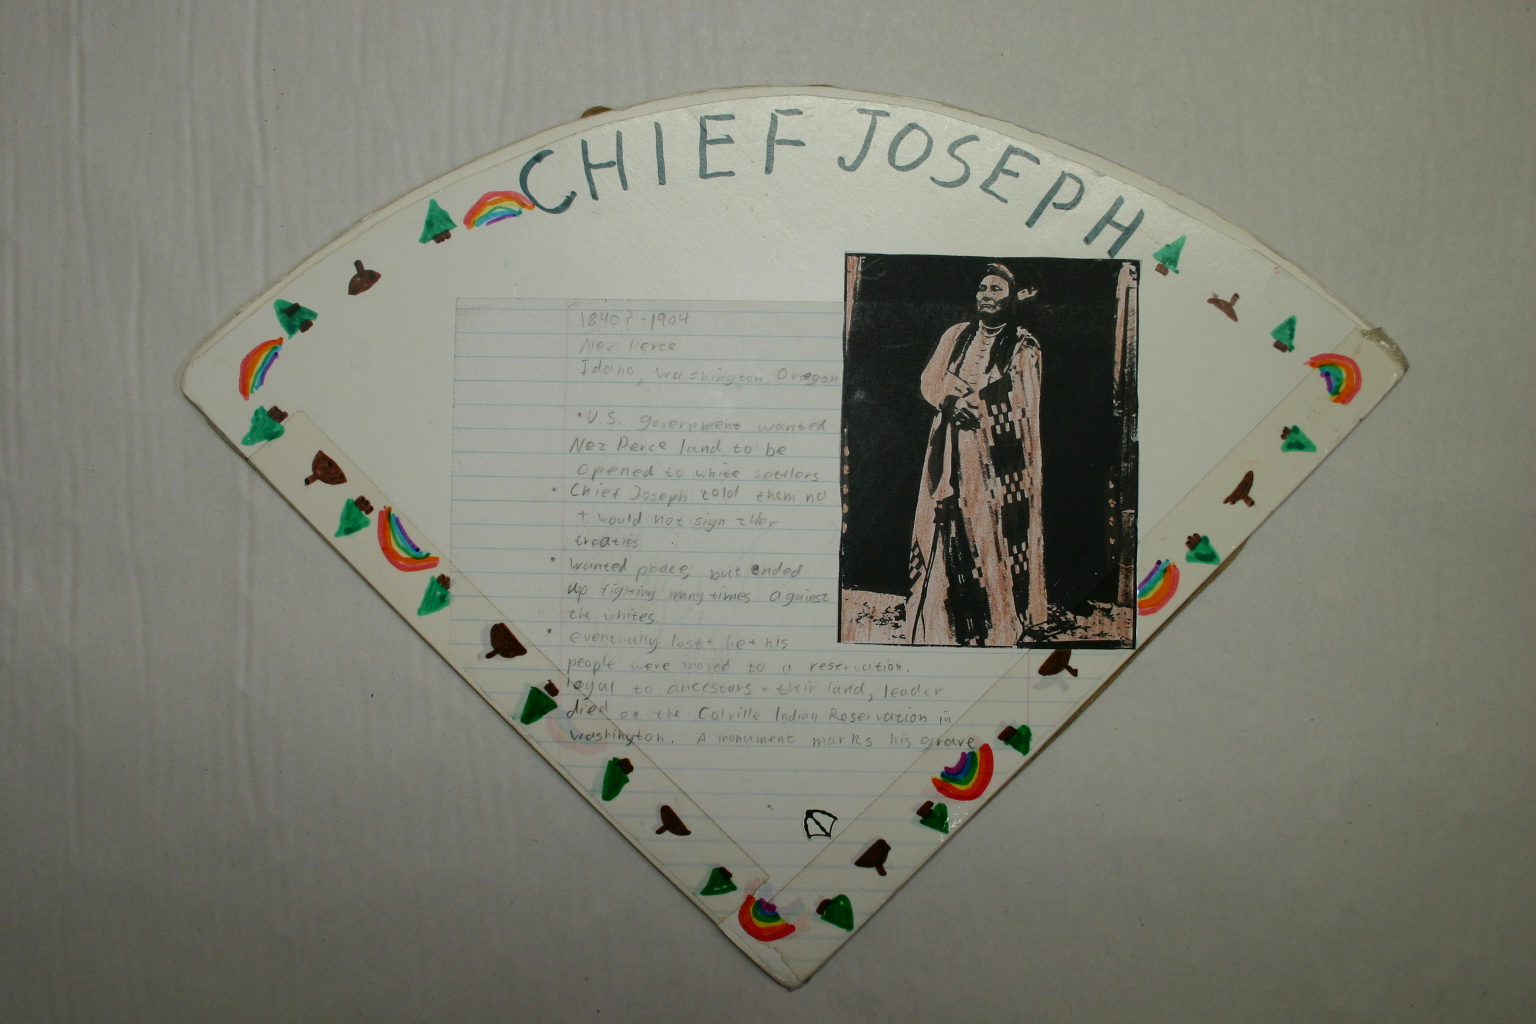 CHIEF JOSEPH
1840?-1904
Nez Perce
Idaho, Washington, Oregon
• U.S. government wanted
Nez Perce land to be
opened to white settlers
• Chief Joseph told them no
+ would not sign their
treaties.
• wanted peace, but ended
up fighting many times against
the whites.
• eventually lost + he + his
people were moved to a reservation.
loyal to ancestors + their land, leader
died on the Colville Indian Reservation in
Washington. A monument marks his grave